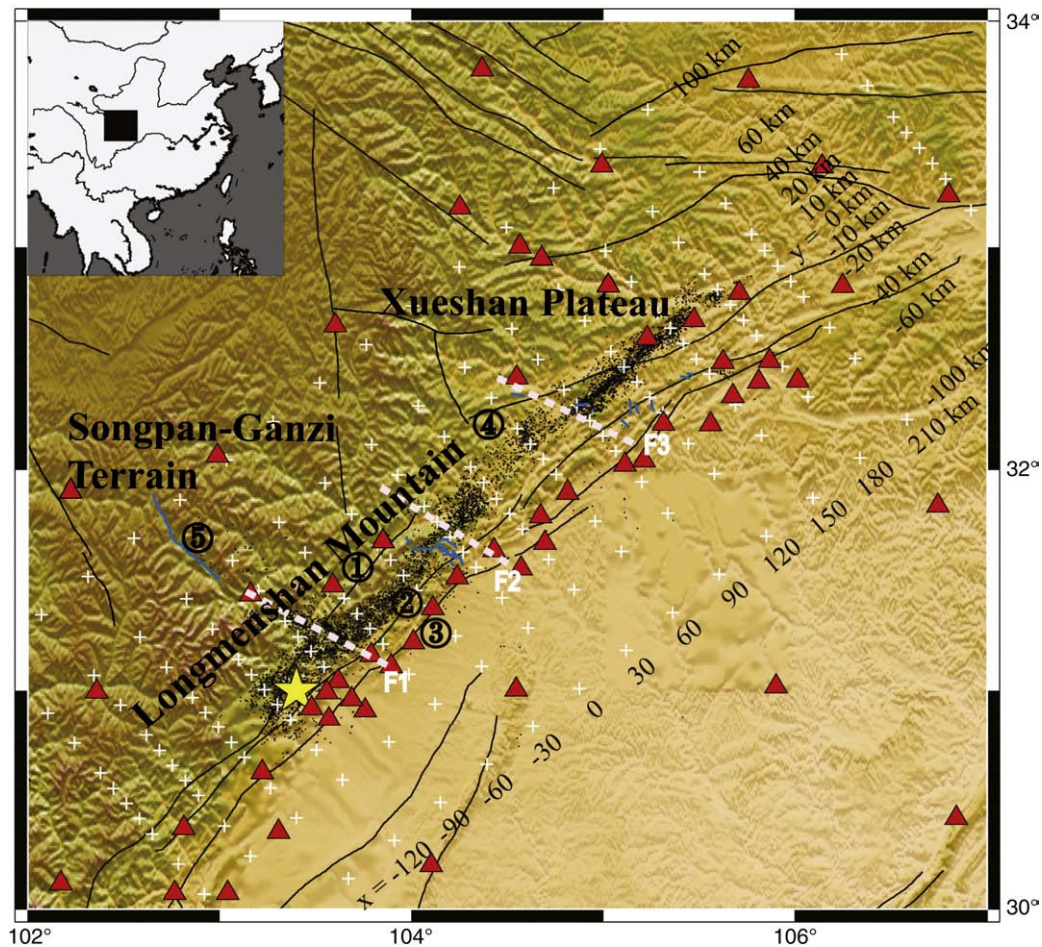 34°
100 km
60 km
40 km
20 km
10 km
y = 0 km
-10 km
-20 km
-40 km
-60 km
-100 km
Xueshan Plateau
210 km
180
150
120
90
60
30
0
-30
-60
-90
x = -120
32°
Songpan-Ganzi
Terrain
Longmenshan Mountain
④
F3
⑤
①
F2
②
③
F1
30°
102°
104°
106°